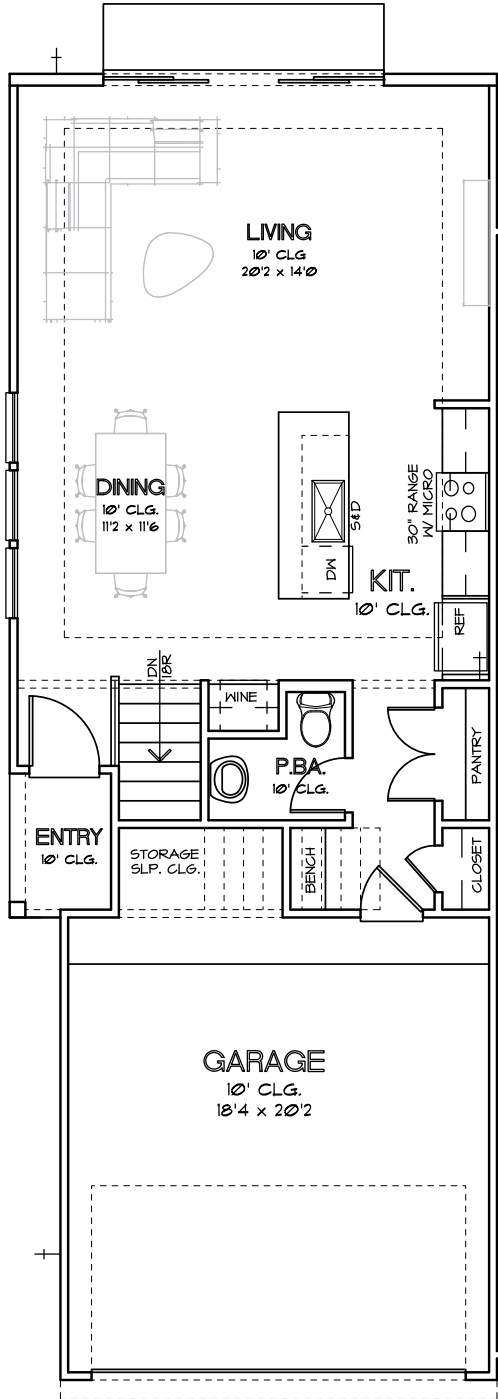 LIVING
10' CLG
20'2 x 14'0
DINING
10' CLG.
11'2 x 11'6
S&D
DW
30" RANGE
W/ MICRO
KIT.
10' CLG.
REF
DN
18R
WINE
P.BA.
10' CLG.
PANTRY
ENTRY
10' CLG.
STORAGE
SLP. CLG.
BENCH
CLOSET
GARAGE
10' CLG.
18'4 x 20'2